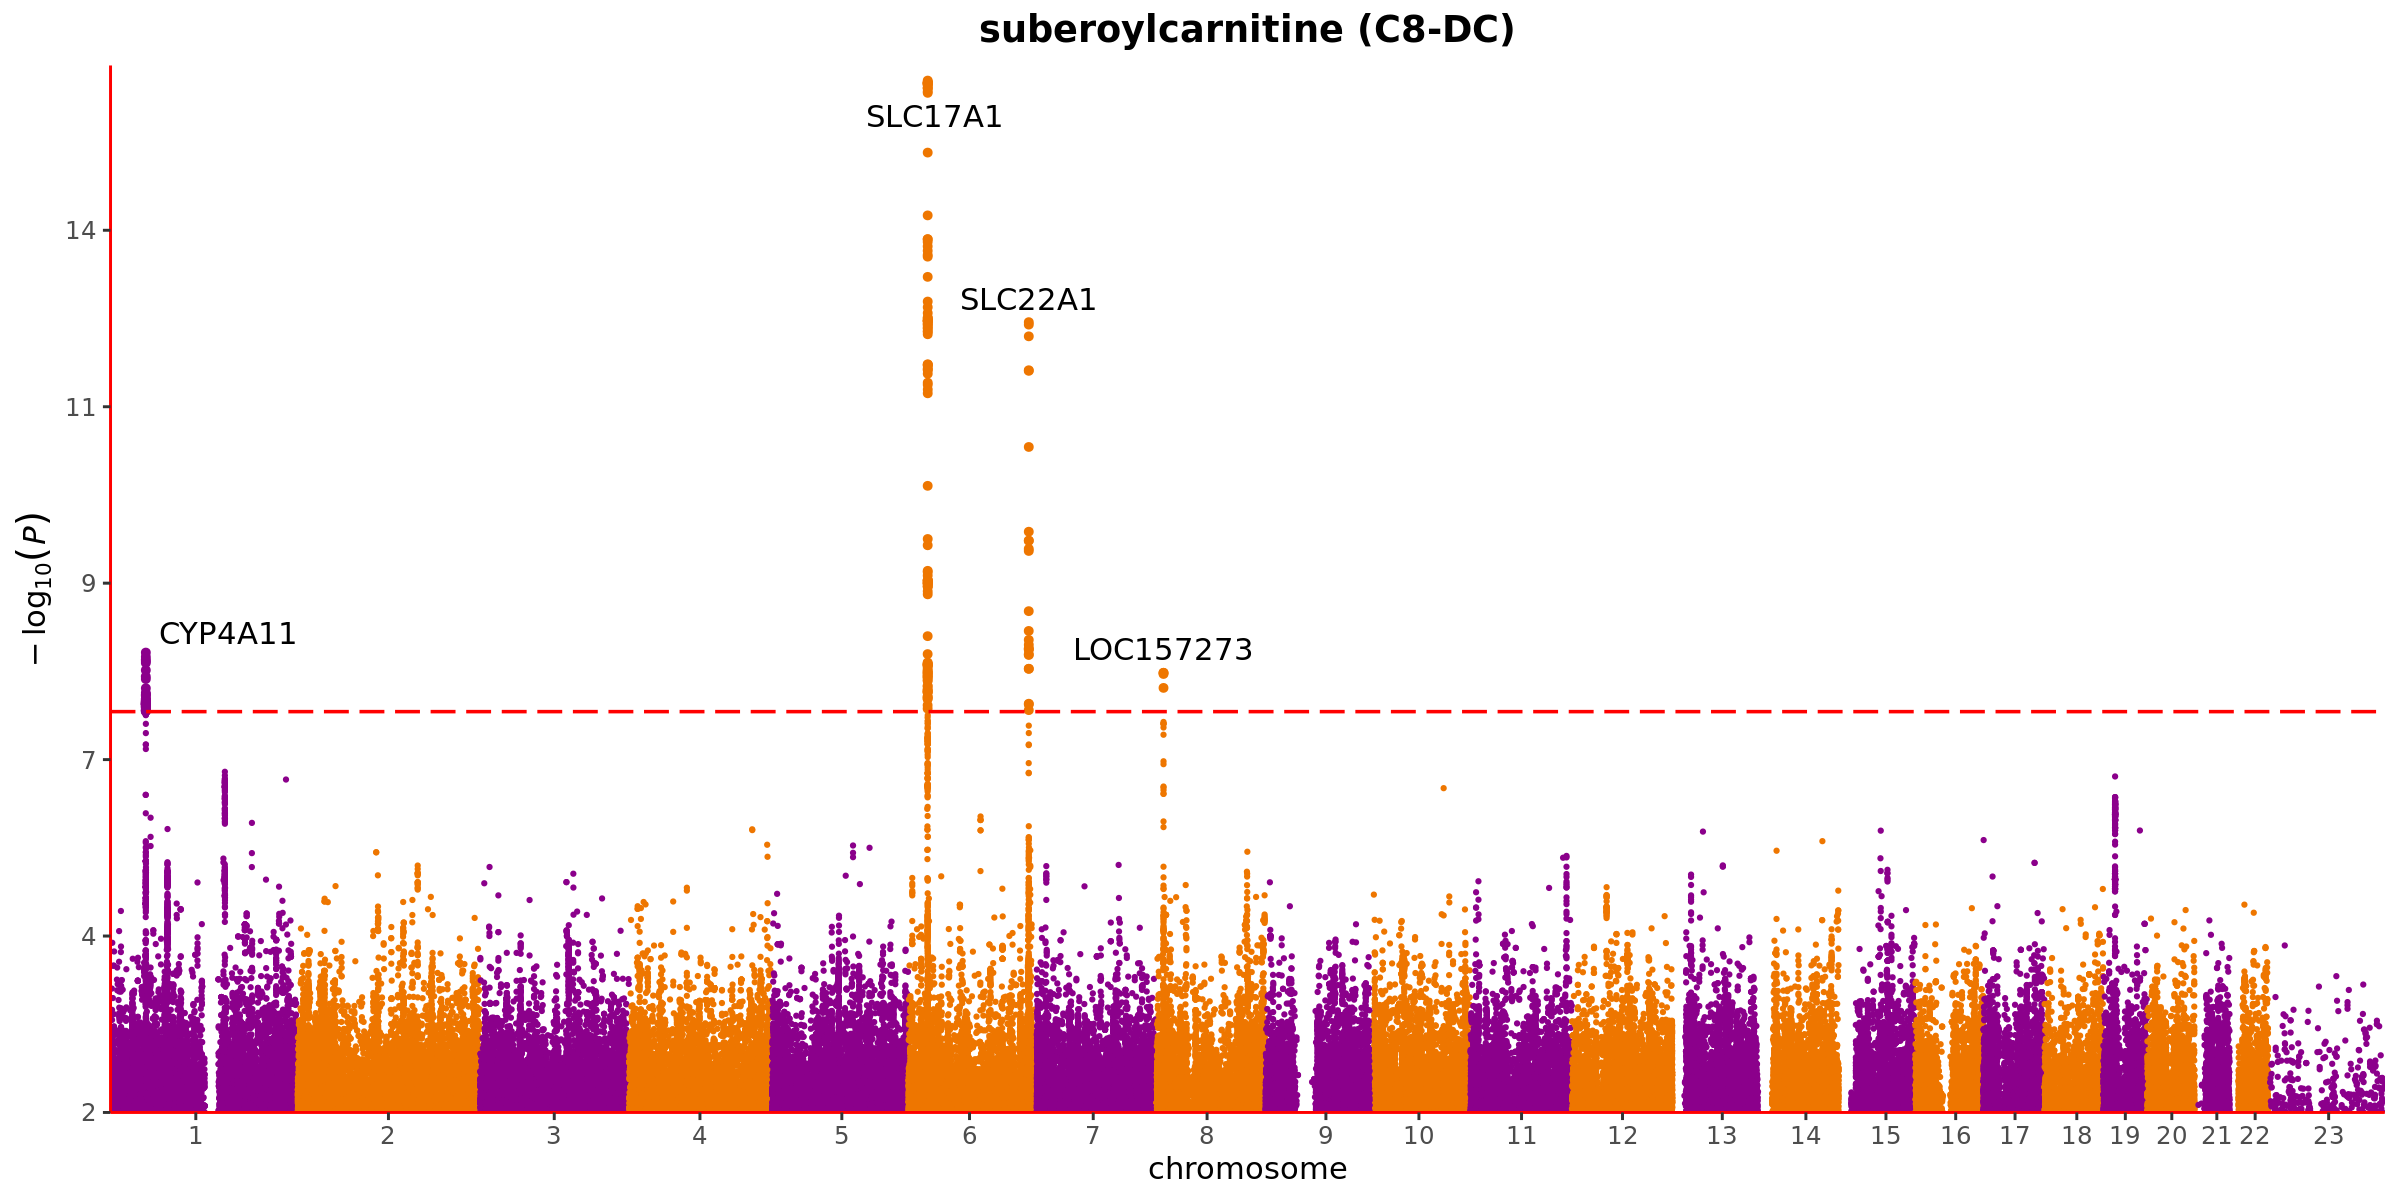 suberoylcarnitine (C8-DC)
SLC17A1
14
SLC22A1
11
9
CYP4A11
LOC157273
7
4
2
− log10(P)
1 2 3 4 5 6 7 8 9 10 11 12 13 14 15 16 17 18 19 20 21 22 23
chromosome